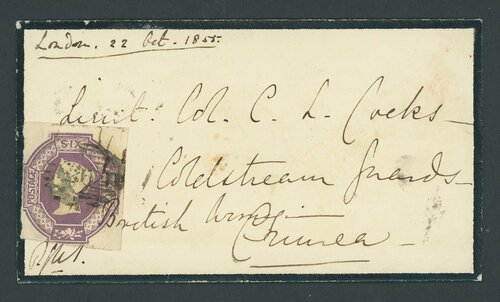 London. 22 Oct. 1855.
Lieut. Col. C. L. Cocks
Coldstream Guards
British Army
Crimea
SIX
POSTAGE